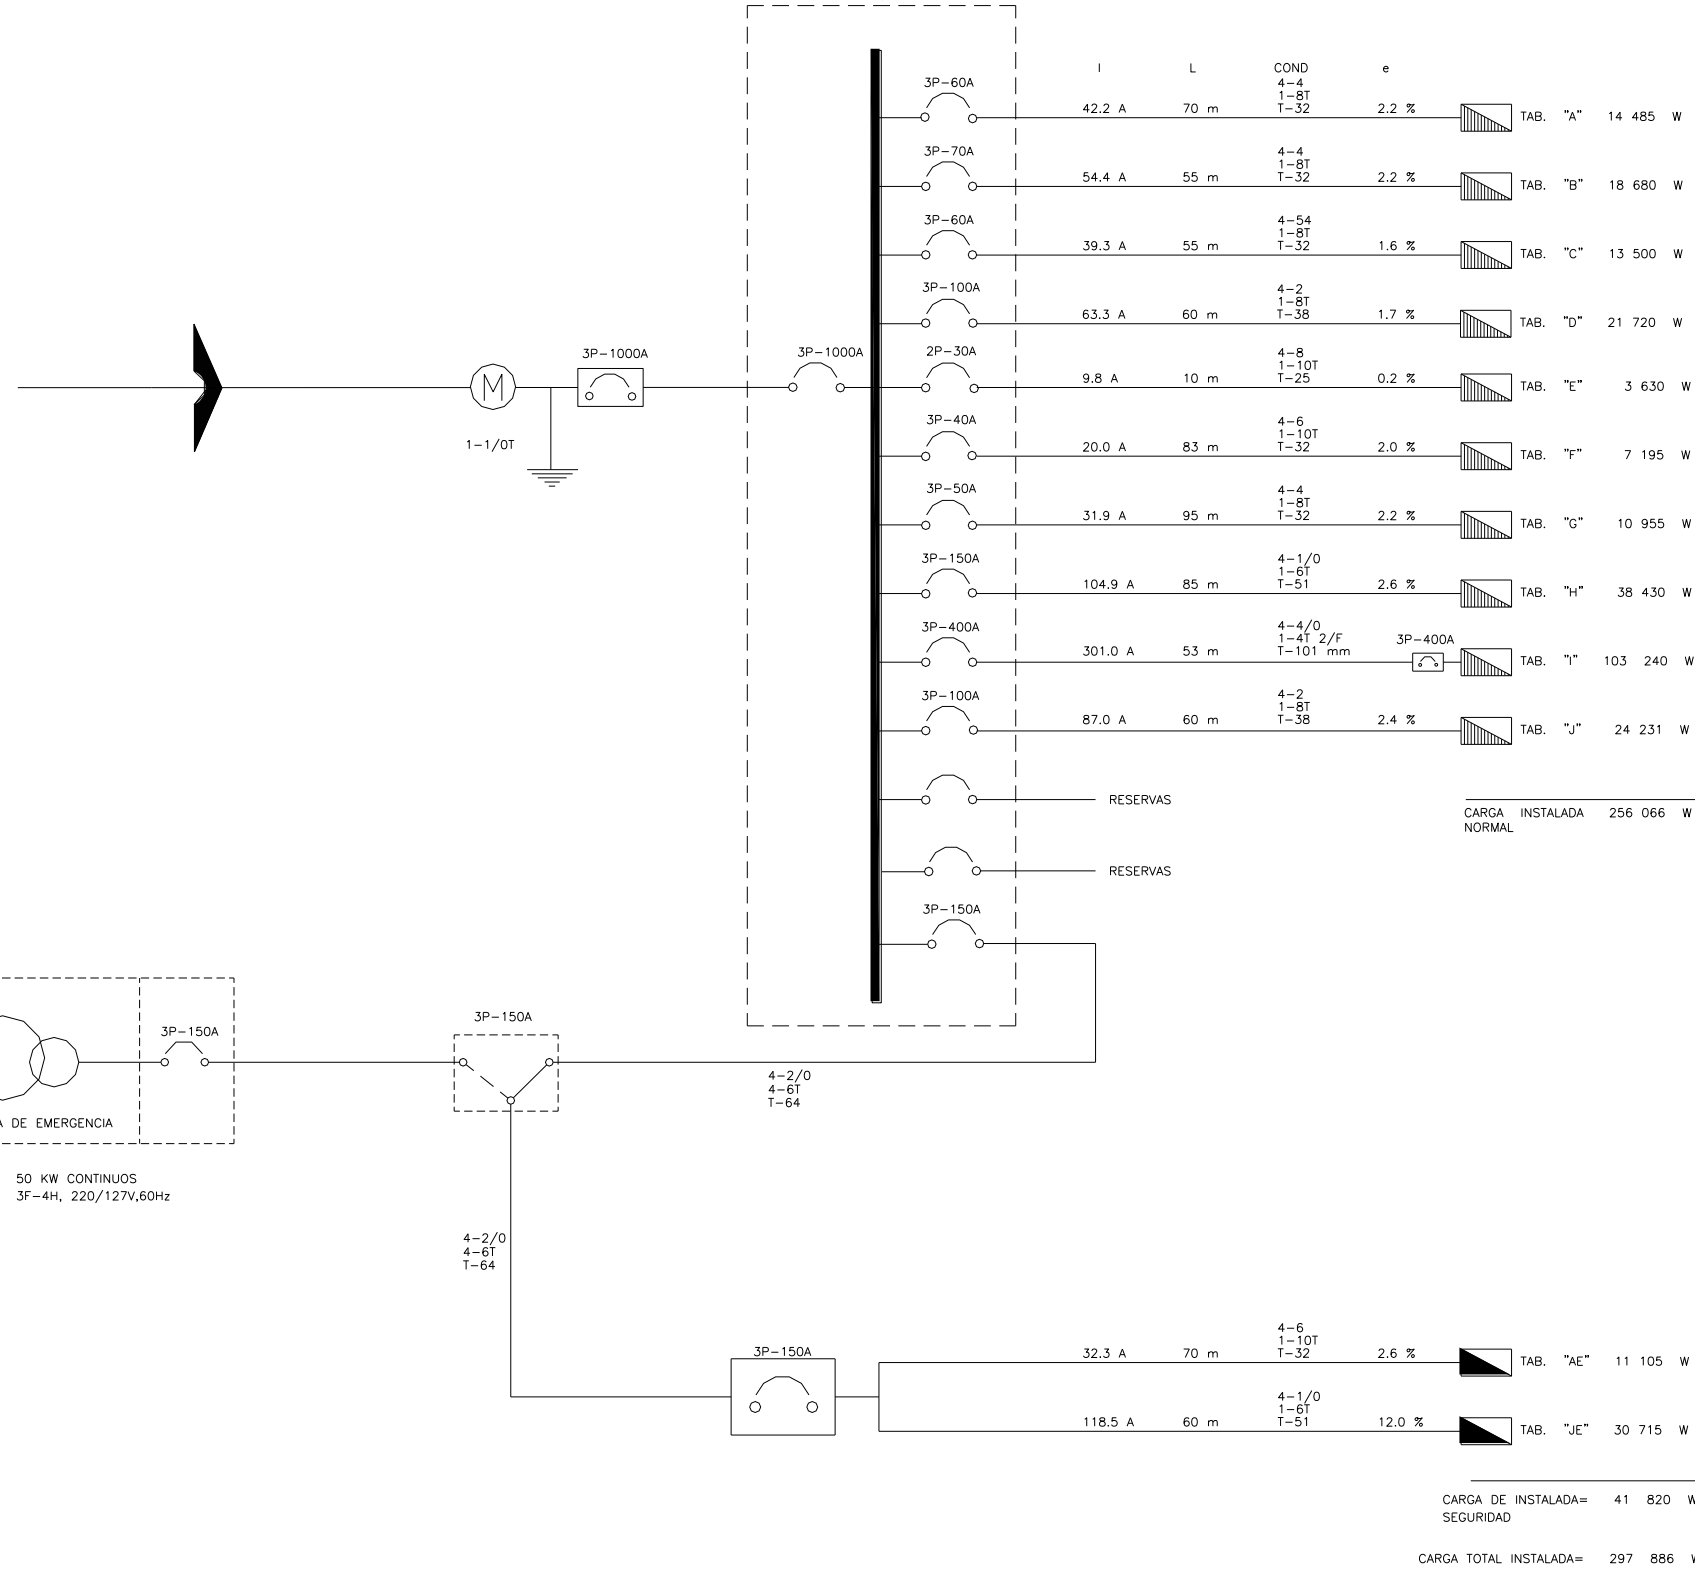 I L COND e
3P-60A
4-4
1-8T
42.2 A 70 m T-32 2.2 %
TAB. "A" 14 485 W
3P-70A
4-4
1-8T
54.4 A 55 m T-32 2.2 %
TAB. "B" 18 680 W
3P-60A
4-54
1-8T
39.3 A 55 m T-32 1.6 %
TAB. "C" 13 500 W
3P-100A
4-2
1-8T
63.3 A 60 m T-38 1.7 %
TAB. "D" 21 720 W
3P-1000A
3P-1000A
M
1-1/0T
2P-30A
4-8
1-10T
9.8 A 10 m T-25 0.2 %
TAB. "E" 3 630 W
3P-40A
4-6
1-10T
20.0 A 83 m T-32 2.0 %
TAB. "F" 7 195 W
3P-50A
4-4
1-8T
31.9 A 95 m T-32 2.2 %
TAB. "G" 10 955 W
3P-150A
4-1/0
1-6T
104.9 A 85 m T-51 2.6 %
TAB. "H" 38 430 W
3P-400A
4-4/0
1-4T 2/F
301.0 A 53 m T-101 mm
3P-400A
TAB. "I" 103 240 W
3P-100A
4-2
1-8T
87.0 A 60 m T-38 2.4 %
TAB. "J" 24 231 W
RESERVAS
CARGA INSTALADA 256 066 W
NORMAL
RESERVAS
3P-150A
3P-150A
3P-150A
4-2/0
4-6T
T-64
A DE EMERGENCIA
50 KW CONTINUOS
3F-4H, 220/127V,60Hz
4-2/0
4-6T
T-64
3P-150A
4-6
1-10T
32.3 A 70 m T-32 2.6 %
TAB. "AE" 11 105 W
4-1/0
1-6T
118.5 A 60 m T-51 12.0 %
TAB. "JE" 30 715 W
CARGA DE INSTALADA= 41 820 W
SEGURIDAD
CARGA TOTAL INSTALADA= 297 886 W